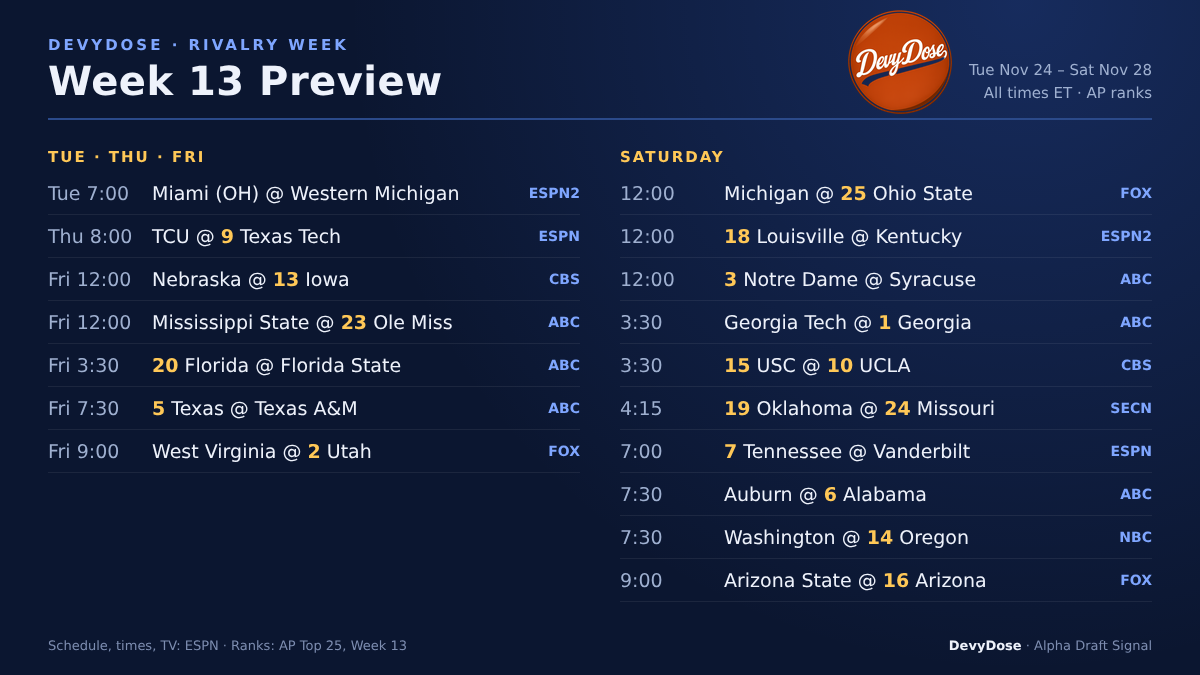 DEVYDOSE · RIVALRY WEEK
Week 13 Preview
DevyDose
Tue Nov 24 – Sat Nov 28
All times ET · AP ranks
TUE · THU · FRI
Tue 7:00 Miami (OH) @ Western Michigan ESPN2
Thu 8:00 TCU @ 9 Texas Tech ESPN
Fri 12:00 Nebraska @ 13 Iowa CBS
Fri 12:00 Mississippi State @ 23 Ole Miss ABC
Fri 3:30 20 Florida @ Florida State ABC
Fri 7:30 5 Texas @ Texas A&M ABC
Fri 9:00 West Virginia @ 2 Utah FOX
SATURDAY
12:00 Michigan @ 25 Ohio State FOX
12:00 18 Louisville @ Kentucky ESPN2
12:00 3 Notre Dame @ Syracuse ABC
3:30 Georgia Tech @ 1 Georgia ABC
3:30 15 USC @ 10 UCLA CBS
4:15 19 Oklahoma @ 24 Missouri SECN
7:00 7 Tennessee @ Vanderbilt ESPN
7:30 Auburn @ 6 Alabama ABC
7:30 Washington @ 14 Oregon NBC
9:00 Arizona State @ 16 Arizona FOX
Schedule, times, TV: ESPN · Ranks: AP Top 25, Week 13
DevyDose · Alpha Draft Signal